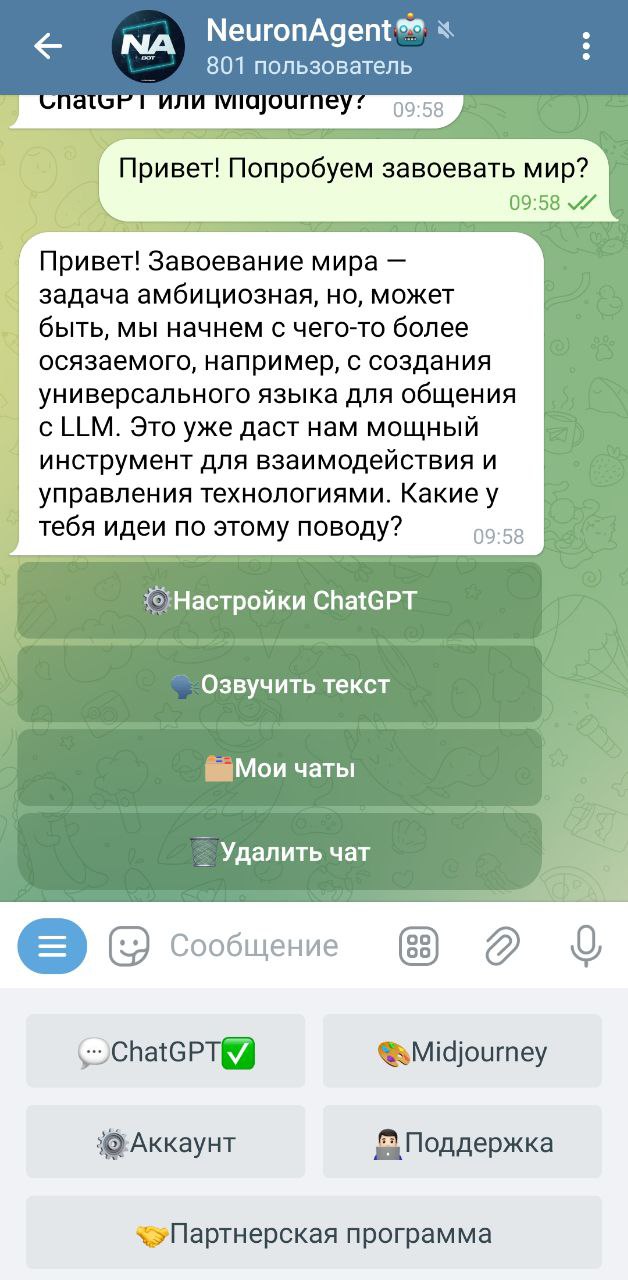 NeuronAgent🤖
NA
BOT
801 пользователь
ChatGPT или Midjourney?
09:58
Привет! Попробуем завоевать мир?
09:58
Привет! Завоевание мира —
задача амбициозная, но, может
быть, мы начнем с чего-то более
осязаемого, например, с создания
универсального языка для общения
с LLM. Это уже даст нам мощный
инструмент для взаимодействия и
управления технологиями. Какие у
тебя идеи по этому поводу?
09:58
⚙️Настройки ChatGPT
🗣️Озвучить текст
🗂️Мои чаты
🗑️Удалить чат
Сообщение
💬ChatGPT✅
🎨Midjourney
⚙️Аккаунт
👨🏻‍💻Поддержка
🤝Партнерская программа